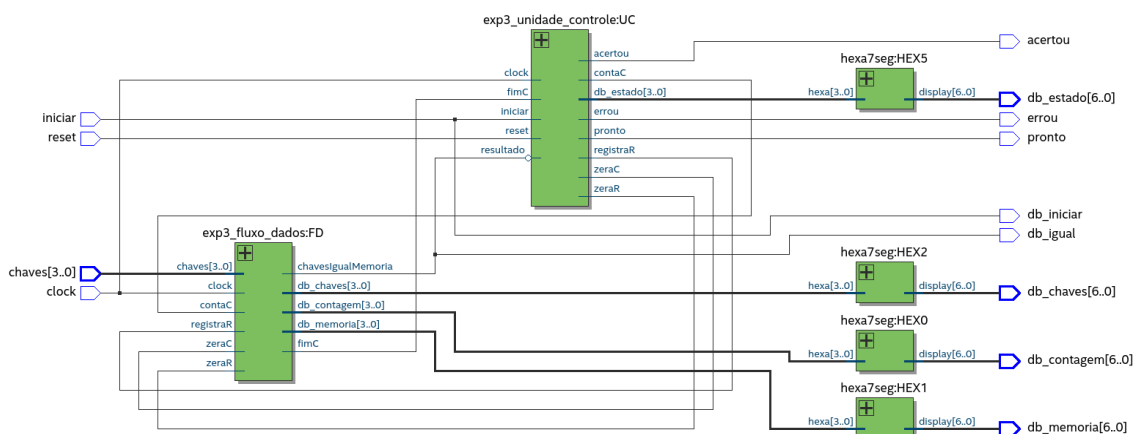 exp3_unidade_controle:UC
acertou
acertou
hexa7seg:HEX5
clock
contaC
fimC
db_estado[3..0]
hexa[3..0]
display[6..0]
db_estado[6..0]
iniciar
iniciar
errou
errou
reset
reset
pronto
pronto
resultado
registraR
zeraC
zeraR
db_iniciar
exp3_fluxo_dados:FD
db_igual
hexa7seg:HEX2
chaves[3..0]
chaves[3..0]
chavesIgualMemoria
clock
clock
db_chaves[3..0]
hexa[3..0]
display[6..0]
db_chaves[6..0]
contaC
db_contagem[3..0]
hexa7seg:HEX0
registraR
db_memoria[3..0]
zeraC
fimC
hexa[3..0]
display[6..0]
db_contagem[6..0]
zeraR
hexa7seg:HEX1
hexa[3..0]
display[6..0]
db_memoria[6..0]